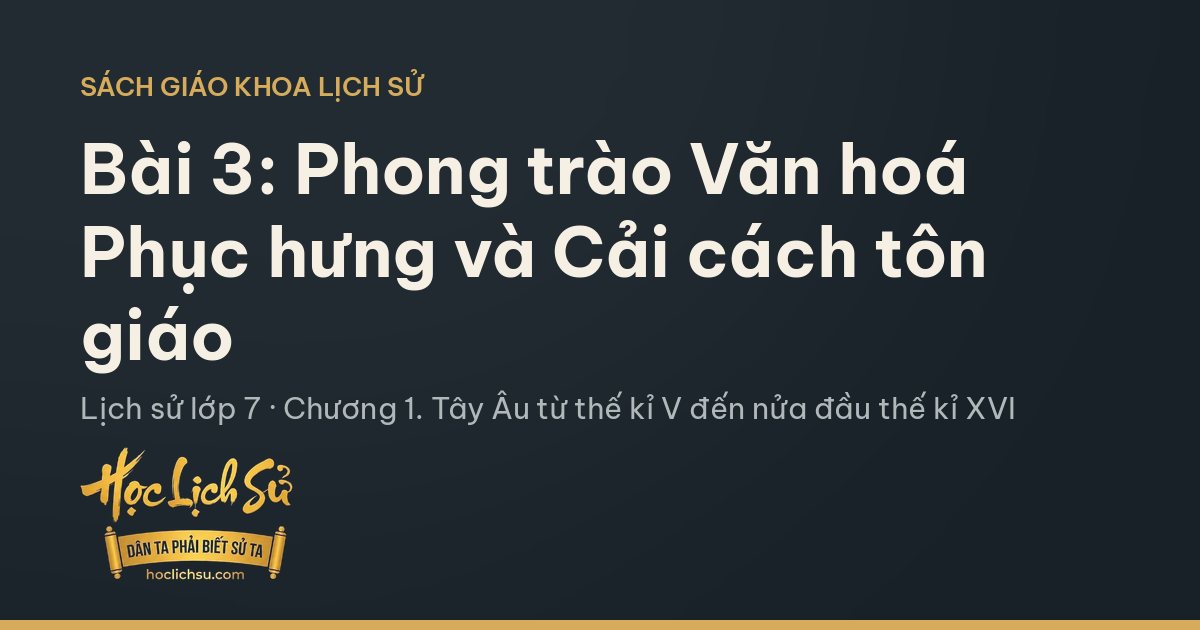 SÁCH GIÁO KHOA LỊCH SỬ
Bài 3: Phong trào Văn hoá
Phục hưng và Cải cách tôn
giáo
Lịch sử lớp 7 · Chương 1. Tây Âu từ thế kỉ V đến nửa đầu thế kỉ XVI
Học Lịch Sử
DÂN TA PHẢI BIẾT SỬ TA
hoclichsu.com